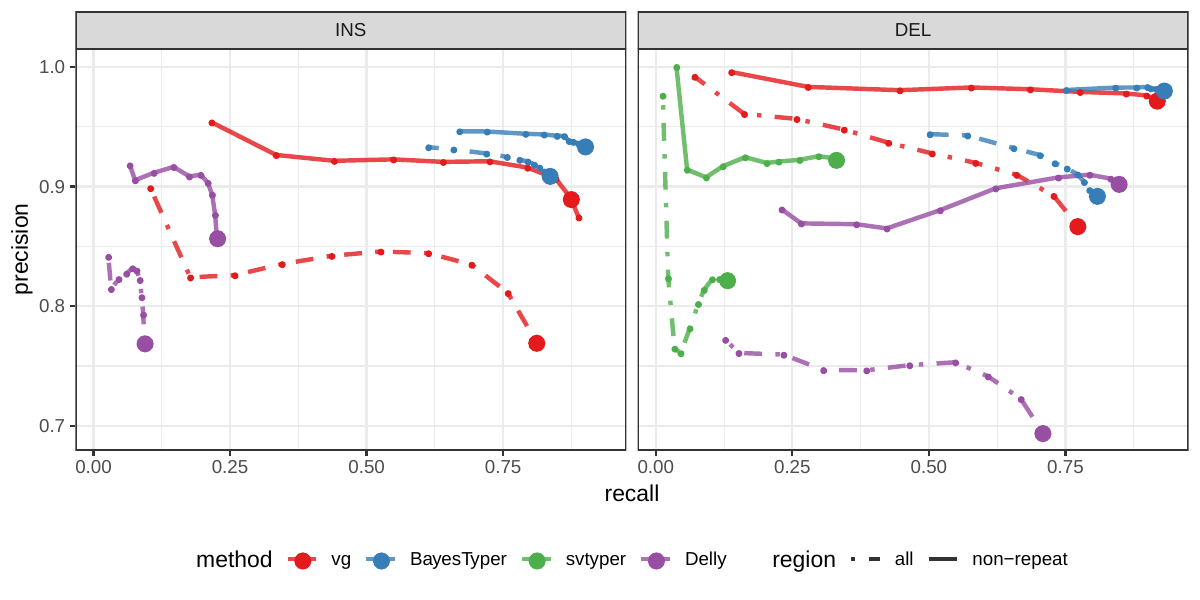 INS DEL
1.0
0.9
0.8
0.7
precision
0.00 0.25 0.50 0.75 0.00 0.25 0.50 0.75
recall
method vg BayesTyper svtyper Delly region all non−repeat